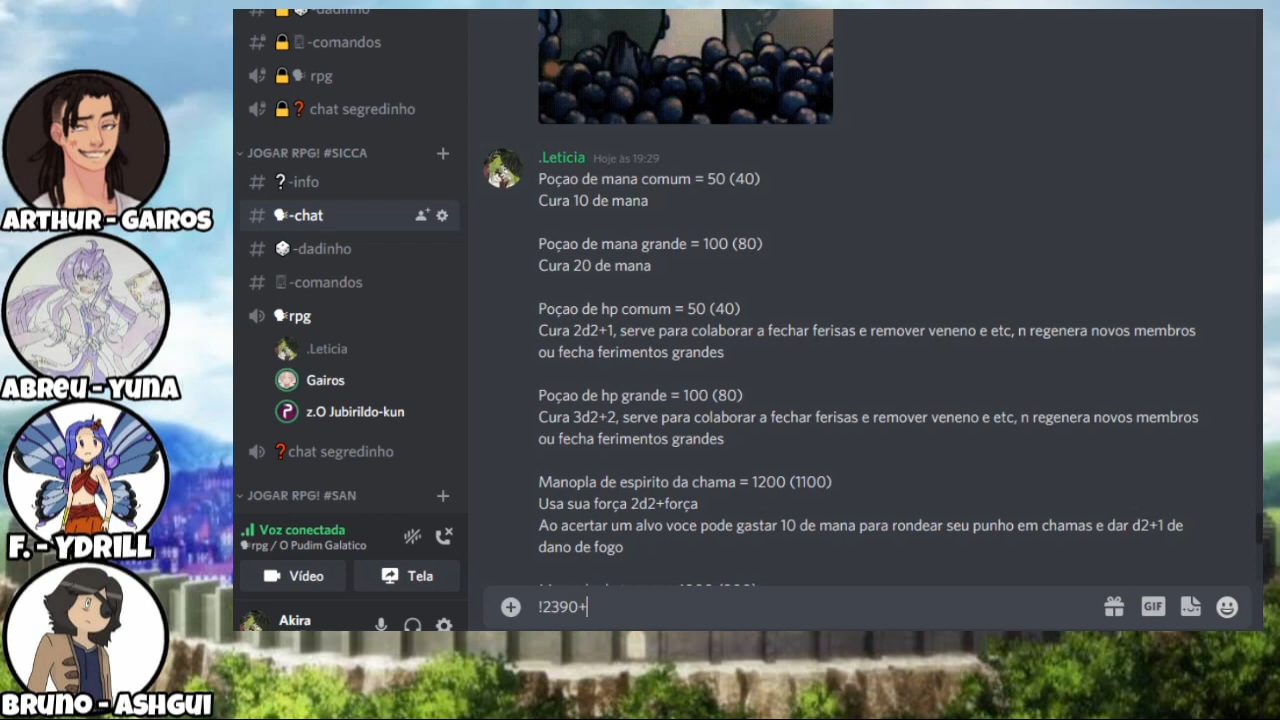 -dadinho
-comandos
rpg
chat segredinho
JOGAR RPG! #SICCA
-info
-chat
-dadinho
-comandos
rpg
.Leticia
Gairos
z.O Jubirildo-kun
chat segredinho
JOGAR RPG! #SAN
Voz conectada
rpg / O Pudim Galatico
Vídeo
Tela
Akira
.Leticia Hoje às 19:29
Poçao de mana comum = 50 (40)
Cura 10 de mana
Poçao de mana grande = 100 (80)
Cura 20 de mana
Poçao de hp comum = 50 (40)
Cura 2d2+1, serve para colaborar a fechar ferisas e remover veneno e etc, n regenera novos membros
ou fecha ferimentos grandes
Poçao de hp grande = 100 (80)
Cura 3d2+2, serve para colaborar a fechar ferisas e remover veneno e etc, n regenera novos membros
ou fecha ferimentos grandes
Manopla de espirito da chama = 1200 (1100)
Usa sua força 2d2+força
Ao acertar um alvo voce pode gastar 10 de mana para rondear seu punho em chamas e dar d2+1 de
dano de fogo
!2390+
GIF
ARTHUR - GAIROS
ABREU - YUNA
F. - YDRILL
BRUNO - ASHGUI